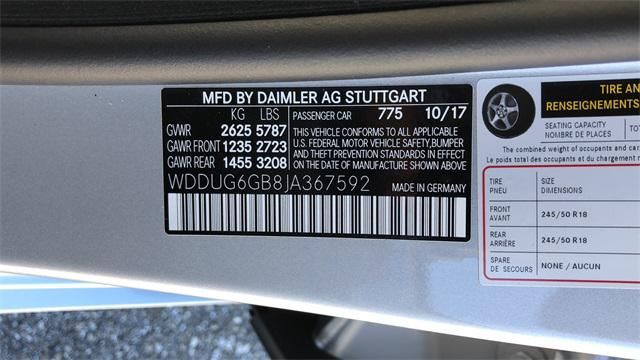 MFD BY DAIMLER AG STUTTGART
KG LBS PASSENGER CAR 775 10/17
GVWR 2625 5787
GAWR FRONT 1235 2723
GAWR REAR 1455 3208
THIS VEHICLE CONFORMS TO ALL APPLICABLE
U.S. FEDERAL MOTOR VEHICLE SAFETY,BUMPER
AND THEFT PREVENTION STANDARDS IN EFFECT
ON THE DATE OF MANUFACTURE SHOWN ABOVE
WDDUG6GB8JA367592 MADE IN GERMANY
TIRE AN
RENSEIGNEMENTS
SEATING CAPACITY
NOMBRE DE PLACES
TO
The combined weight of occupants and car
Le poids total des occupants et du chargement
TIRE SIZE
PNEU DIMENSIONS
FRONT
AVANT
245/50 R18
REAR
ARRIÈRE
245/50 R18
SPARE
DE SECOURS
NONE / AUCUN